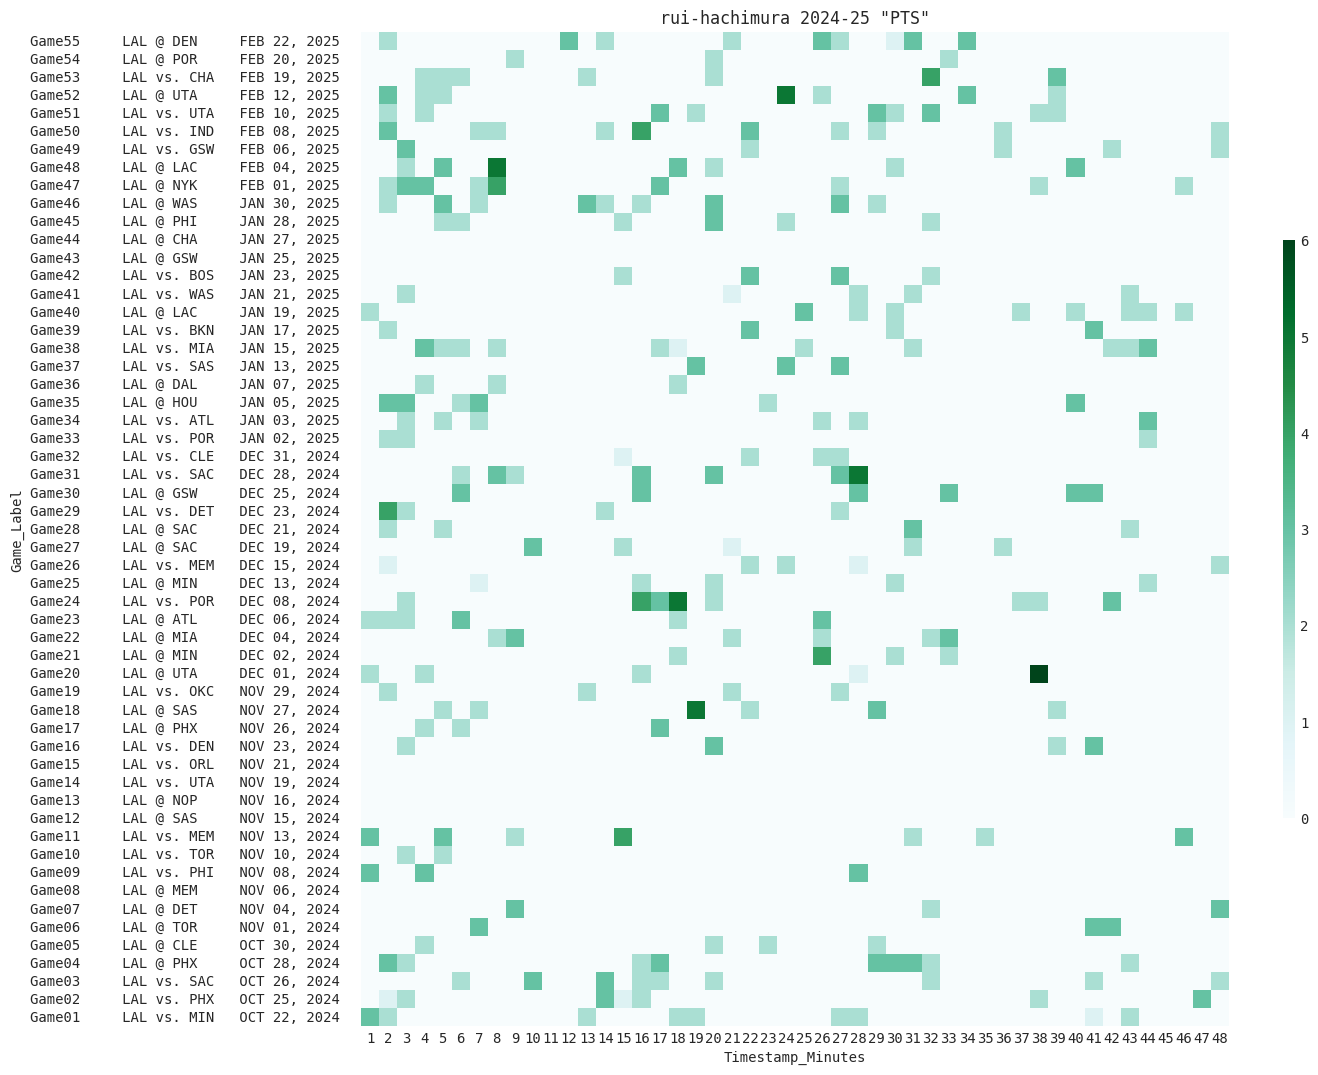 rui-hachimura 2024-25 "PTS"
Game55 LAL @ DEN FEB 22, 2025
Game54 LAL @ POR FEB 20, 2025
Game53 LAL vs. CHA FEB 19, 2025
Game52 LAL @ UTA FEB 12, 2025
Game51 LAL vs. UTA FEB 10, 2025
Game50 LAL vs. IND FEB 08, 2025
Game49 LAL vs. GSW FEB 06, 2025
Game48 LAL @ LAC FEB 04, 2025
Game47 LAL @ NYK FEB 01, 2025
Game46 LAL @ WAS JAN 30, 2025
Game45 LAL @ PHI JAN 28, 2025
Game44 LAL @ CHA JAN 27, 2025
Game43 LAL @ GSW JAN 25, 2025
Game42 LAL vs. BOS JAN 23, 2025
Game41 LAL vs. WAS JAN 21, 2025
Game40 LAL @ LAC JAN 19, 2025
Game39 LAL vs. BKN JAN 17, 2025
Game38 LAL vs. MIA JAN 15, 2025
Game37 LAL vs. SAS JAN 13, 2025
Game36 LAL @ DAL JAN 07, 2025
Game35 LAL @ HOU JAN 05, 2025
Game34 LAL vs. ATL JAN 03, 2025
Game33 LAL vs. POR JAN 02, 2025
Game32 LAL vs. CLE DEC 31, 2024
Game31 LAL vs. SAC DEC 28, 2024
Game30 LAL @ GSW DEC 25, 2024
Game29 LAL vs. DET DEC 23, 2024
Game28 LAL @ SAC DEC 21, 2024
Game27 LAL @ SAC DEC 19, 2024
Game26 LAL vs. MEM DEC 15, 2024
Game25 LAL @ MIN DEC 13, 2024
Game24 LAL vs. POR DEC 08, 2024
Game23 LAL @ ATL DEC 06, 2024
Game22 LAL @ MIA DEC 04, 2024
Game21 LAL @ MIN DEC 02, 2024
Game20 LAL @ UTA DEC 01, 2024
Game19 LAL vs. OKC NOV 29, 2024
Game18 LAL @ SAS NOV 27, 2024
Game17 LAL @ PHX NOV 26, 2024
Game16 LAL vs. DEN NOV 23, 2024
Game15 LAL vs. ORL NOV 21, 2024
Game14 LAL vs. UTA NOV 19, 2024
Game13 LAL @ NOP NOV 16, 2024
Game12 LAL @ SAS NOV 15, 2024
Game11 LAL vs. MEM NOV 13, 2024
Game10 LAL vs. TOR NOV 10, 2024
Game09 LAL vs. PHI NOV 08, 2024
Game08 LAL @ MEM NOV 06, 2024
Game07 LAL @ DET NOV 04, 2024
Game06 LAL @ TOR NOV 01, 2024
Game05 LAL @ CLE OCT 30, 2024
Game04 LAL @ PHX OCT 28, 2024
Game03 LAL vs. SAC OCT 26, 2024
Game02 LAL vs. PHX OCT 25, 2024
Game01 LAL vs. MIN OCT 22, 2024
Game_Label
1 2 3 4 5 6 7 8 9 10 11 12 13 14 15 16 17 18 19 20 21 22 23 24 25 26 27 28 29 30 31 32 33 34 35 36 37 38 39 40 41 42 43 44 45 46 47 48
Timestamp_Minutes
6
5
4
3
2
1
0